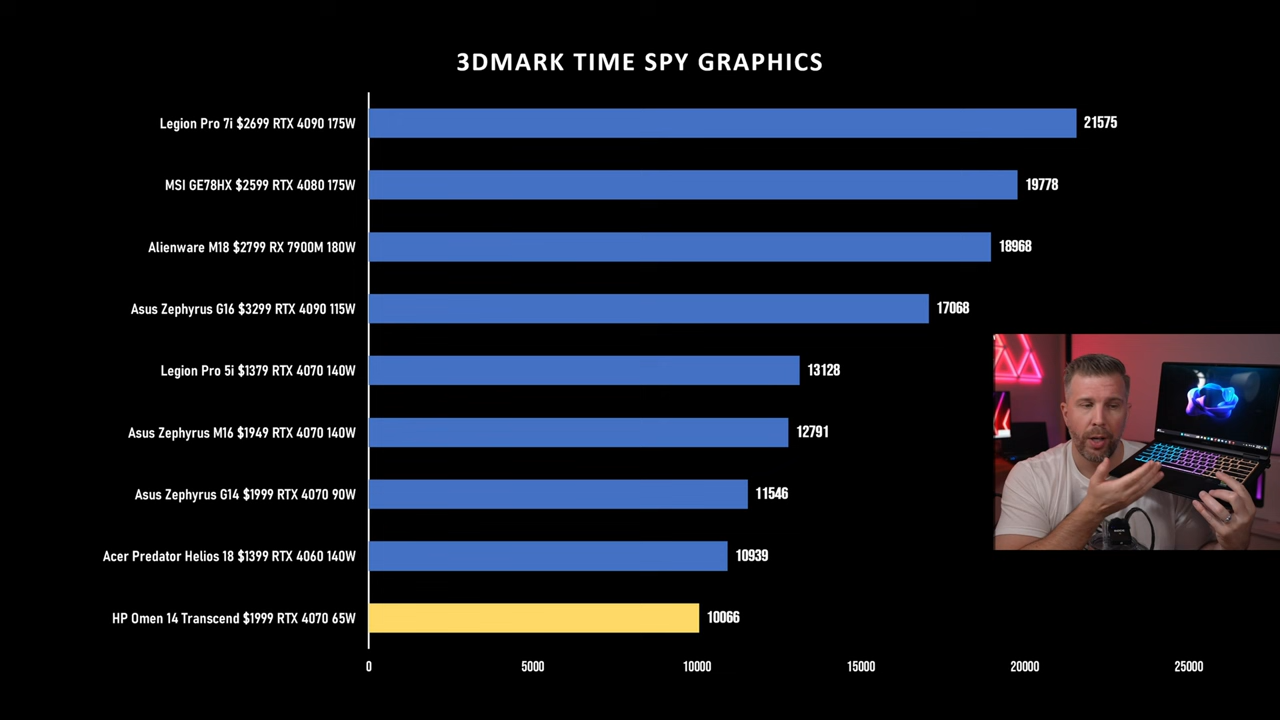 3DMARK TIME SPY GRAPHICS
Legion Pro 7i $2699 RTX 4090 175W
21575
MSI GE78HX $2599 RTX 4080 175W
19778
Alienware M18 $2799 RX 7900M 180W
18968
Asus Zephyrus G16 $3299 RTX 4090 115W
17068
Legion Pro 5i $1379 RTX 4070 140W
13128
Asus Zephyrus M16 $1949 RTX 4070 140W
12791
Asus Zephyrus G14 $1999 RTX 4070 90W
11546
Acer Predator Helios 18 $1399 RTX 4060 140W
10939
HP Omen 14 Transcend $1999 RTX 4070 65W
10066
0 5000 10000 15000 20000 25000